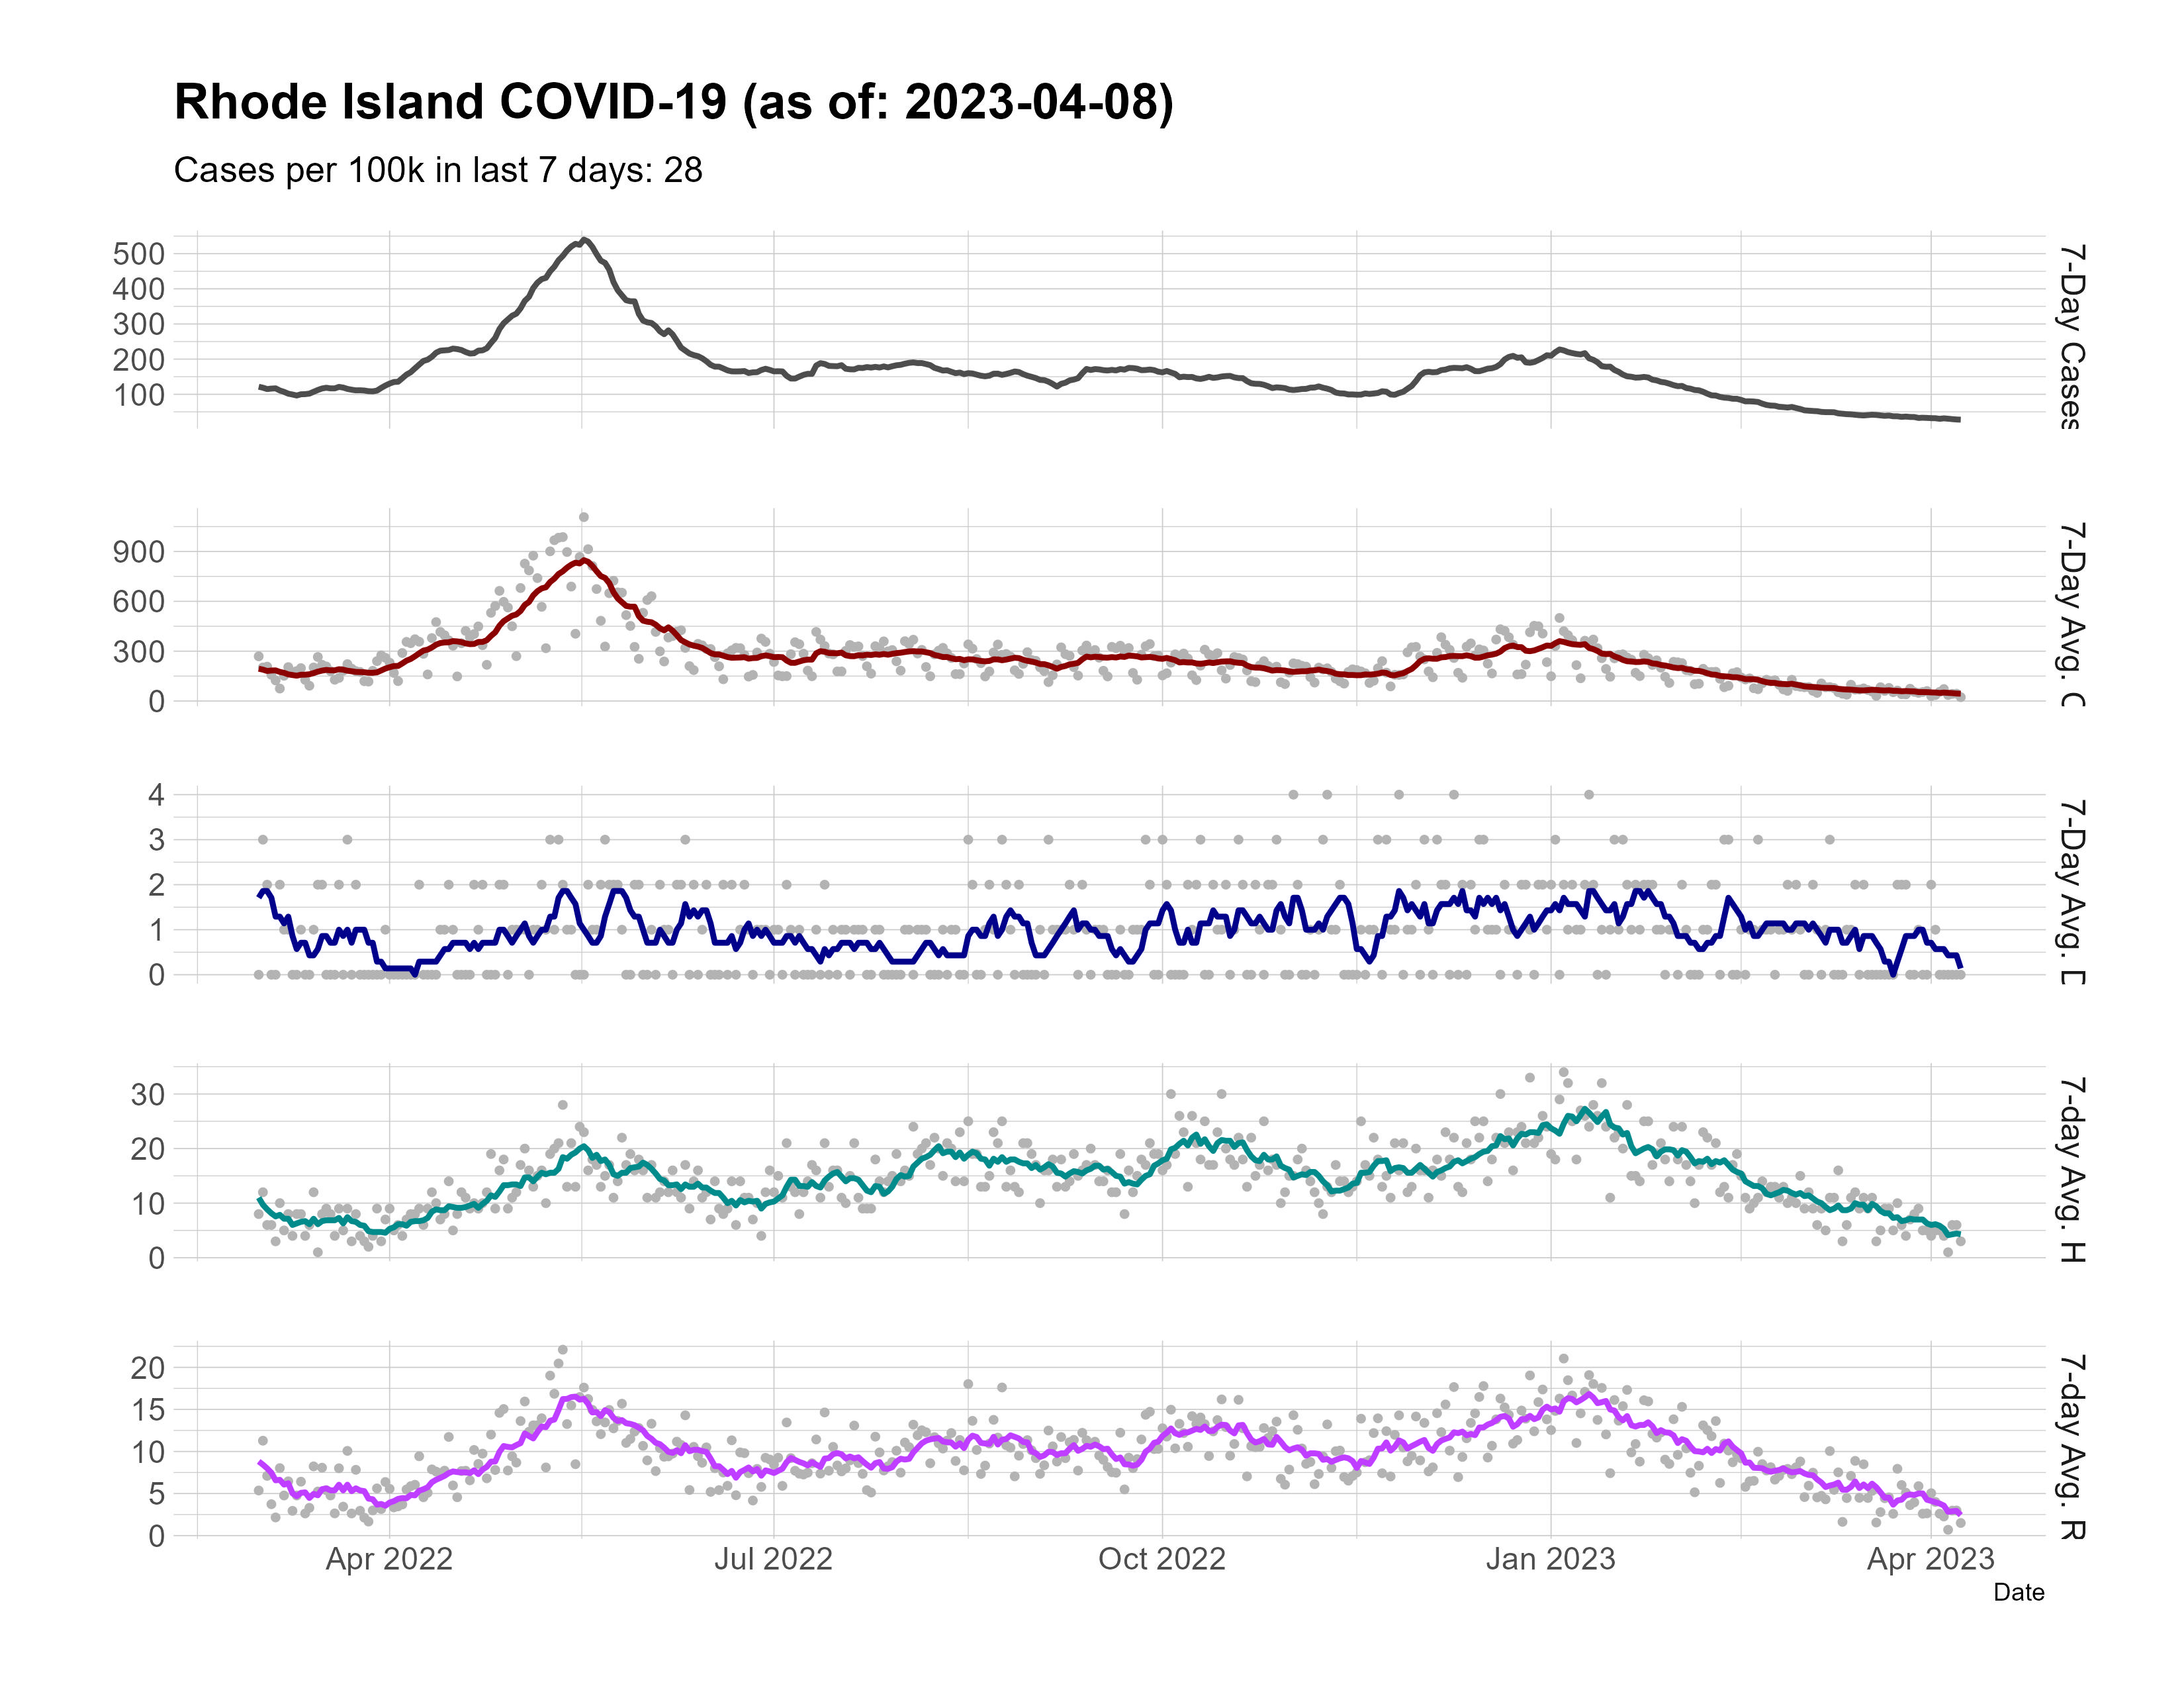 Rhode Island COVID-19 (as of: 2023-04-08)
Cases per 100k in last 7 days: 28
500
400
300
200
100
7-Day Cases
900
600
300
0
7-Day Avg. C
4
3
2
1
0
7-Day Avg.
30
20
10
0
7-day Avg. H
20
15
10
5
0
7-day Avg. R
Apr 2022
Jul 2022
Oct 2022
Jan 2023
Apr 2023
Date